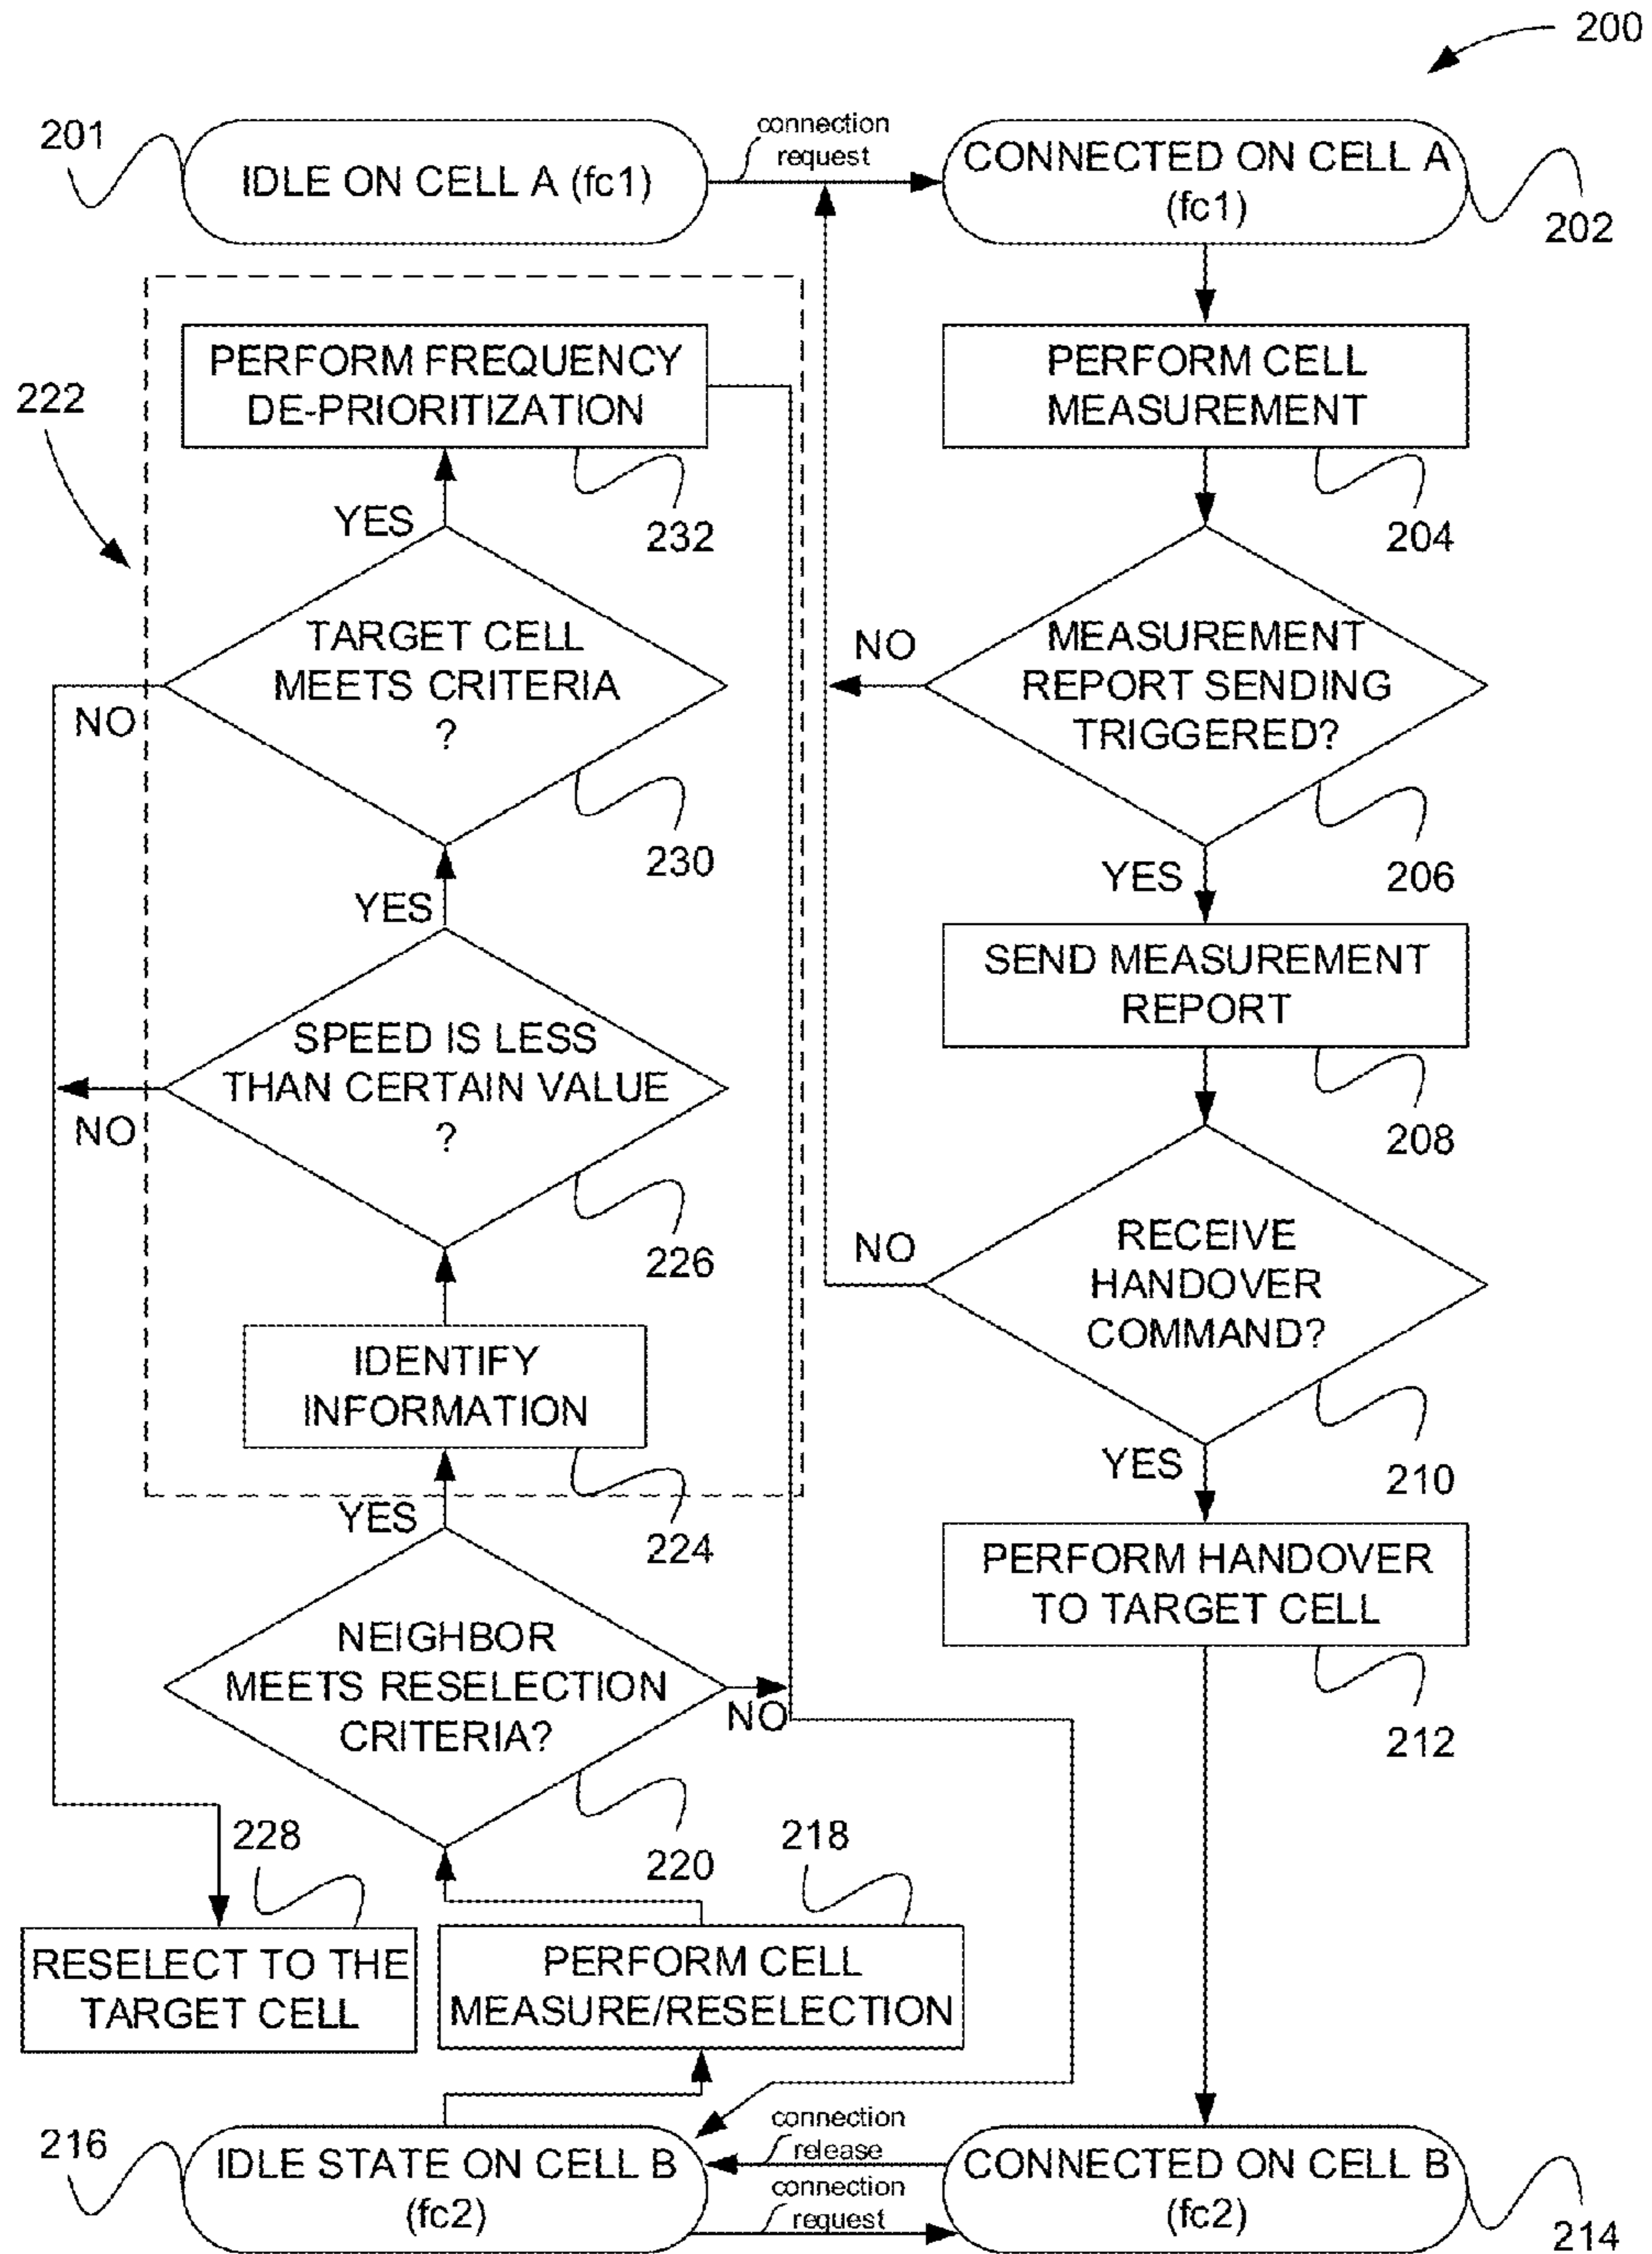 200
201
IDLE ON CELL A (fc1)
connection
request
CONNECTED ON CELL A
(fc1)
202
222
PERFORM FREQUENCY
DE-PRIORITIZATION
232
PERFORM CELL
MEASUREMENT
204
YES
TARGET CELL
MEETS CRITERIA
?
NO
230
NO
MEASUREMENT
REPORT SENDING
TRIGGERED?
206
YES
YES
SPEED IS LESS
THAN CERTAIN VALUE
?
NO
226
SEND MEASUREMENT
REPORT
208
NO
RECEIVE
HANDOVER
COMMAND?
210
IDENTIFY
INFORMATION
224
YES
YES
NEIGHBOR
MEETS RESELECTION
CRITERIA?
NO
220
PERFORM HANDOVER
TO TARGET CELL
212
228
218
RESELECT TO THE
TARGET CELL
PERFORM CELL
MEASURE/RESELECTION
216
IDLE STATE ON CELL B
(fc2)
connection
release
connection
request
CONNECTED ON CELL B
(fc2)
214